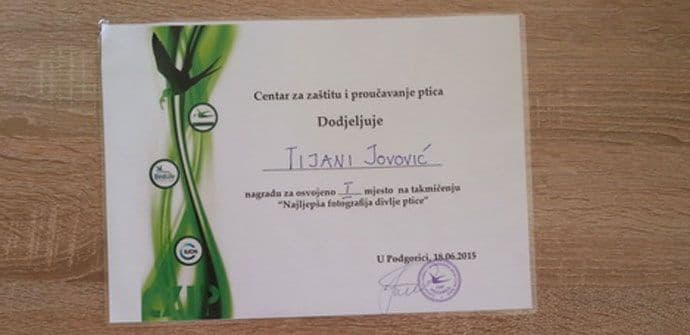 Centar za zaštitu i proučavanje ptica
Dodjeljuje
TIJANI JOVOVIĆ
nagradu za osvojeno I mjesto na takmičenju
"Najljepša fotografija divlje ptice"
U Podgorici, 18.06.2015